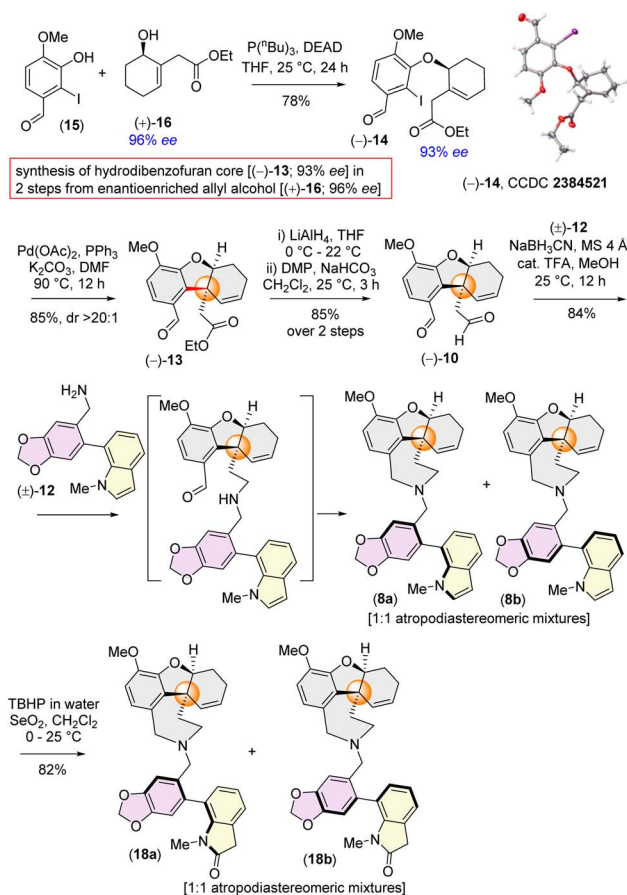 OMe
OH
I
O
H
(15)
+
OH
O
O
Et
(+)-16
96% ee
P(ⁿBu)₃, DEAD
THF, 25 °C, 24 h
78%
OMe
O
I
O
H
O
OEt
(−)-14
93% ee
(−)-14, CCDC 2384521
synthesis of hydrodibenzofuran core [(−)-13; 93% ee] in
2 steps from enantioenriched allyl alcohol [(+)-16; 96% ee]
Pd(OAc)₂, PPh₃
K₂CO₃, DMF
90 °C, 12 h
85%, dr >20:1
MeO
O
H
O
H
O
EtO
(−)-13
i) LiAlH₄, THF
0 °C - 22 °C
ii) DMP, NaHCO₃
CH₂Cl₂, 25 °C, 3 h
85%
over 2 steps
MeO
O
H
O
H
O
H
(−)-10
(±)-12
NaBH₃CN, MS 4 Å
cat. TFA, MeOH
25 °C, 12 h
84%
NH₂
O
O
N
Me
(±)-12
MeO
O
H
O
NH
O
O
Me
N
MeO
O
H
N
O
O
Me
N
(8a)
+
MeO
O
H
N
O
O
Me
N
(8b)
[1:1 atropodiastereomeric mixtures]
TBHP in water
SeO₂, CH₂Cl₂
0 - 25 °C
82%
MeO
O
H
N
O
O
Me
N
O
(18a)
+
MeO
O
H
N
O
O
Me
N
O
(18b)
[1:1 atropodiastereomeric mixtures]